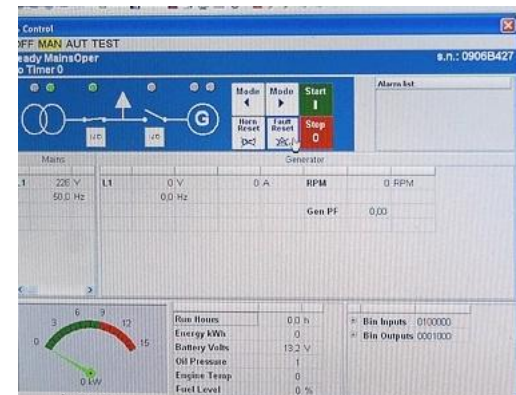 Control
OFF MAN AUT TEST
Ready MainsOper
No Timer 0
s.n.: 0906B427
Mode Mode Start
I
Horn Reset Fault Reset Stop
0
G
I/O I/O
Alarm list
Mains Generator
L1 226 V L1 0 V 0 A RPM 0 RPM
50,0 Hz 0,0 Hz
Gen PF 0,00
0 3 6 9 12 15
0 kW
Run Hours 0,0 h
Energy kWh 0
Battery Volts 13,2 V
Oil Pressure 1
Engine Temp 0
Fuel Level 0 %
Bin Inputs 0100000
Bin Outputs 0001000